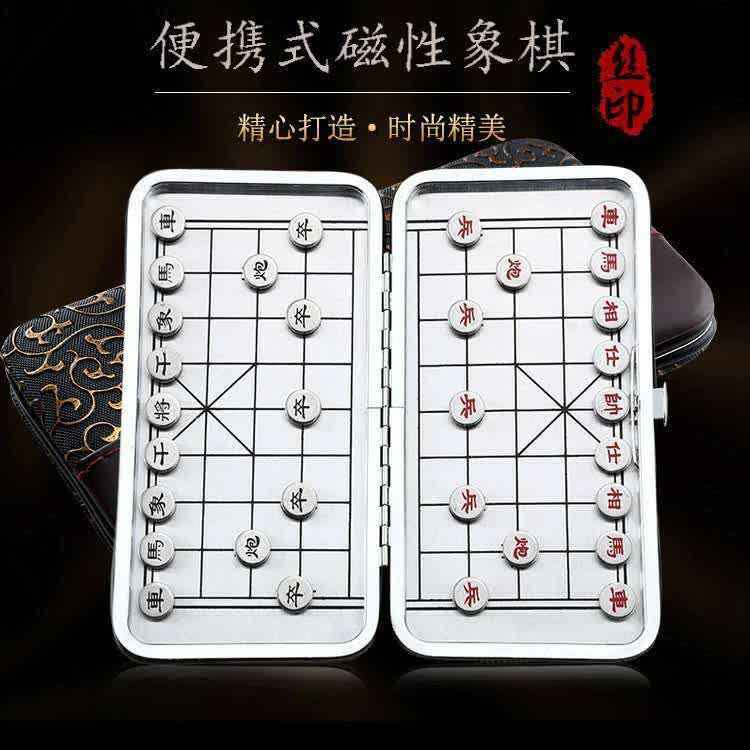 便携式磁性象棋
丝印
精心打造·时尚精美
車 卒 兵 車
馬 炮 炮 馬
象 卒 兵 相
士 仕
將 卒 兵 帥
士 仕
象 卒 兵 相
馬 炮 炮 馬
車 卒 兵 車